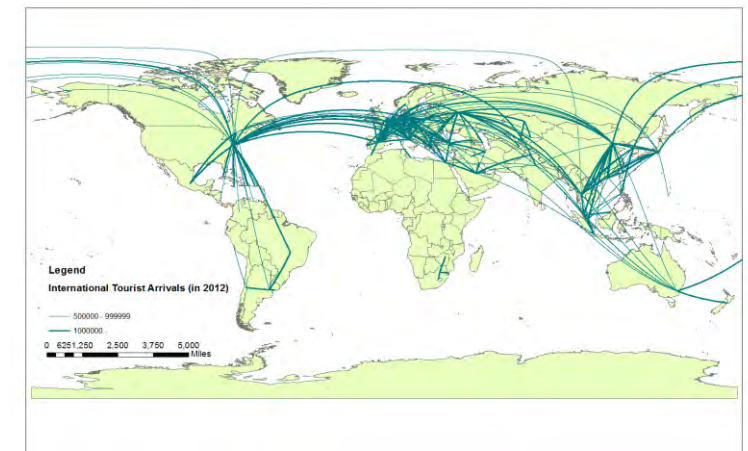 Legend
International Tourist Arrivals (in 2012)
500000 - 999999
1000000
0 625 1,250 2,500 3,750 5,000
Miles